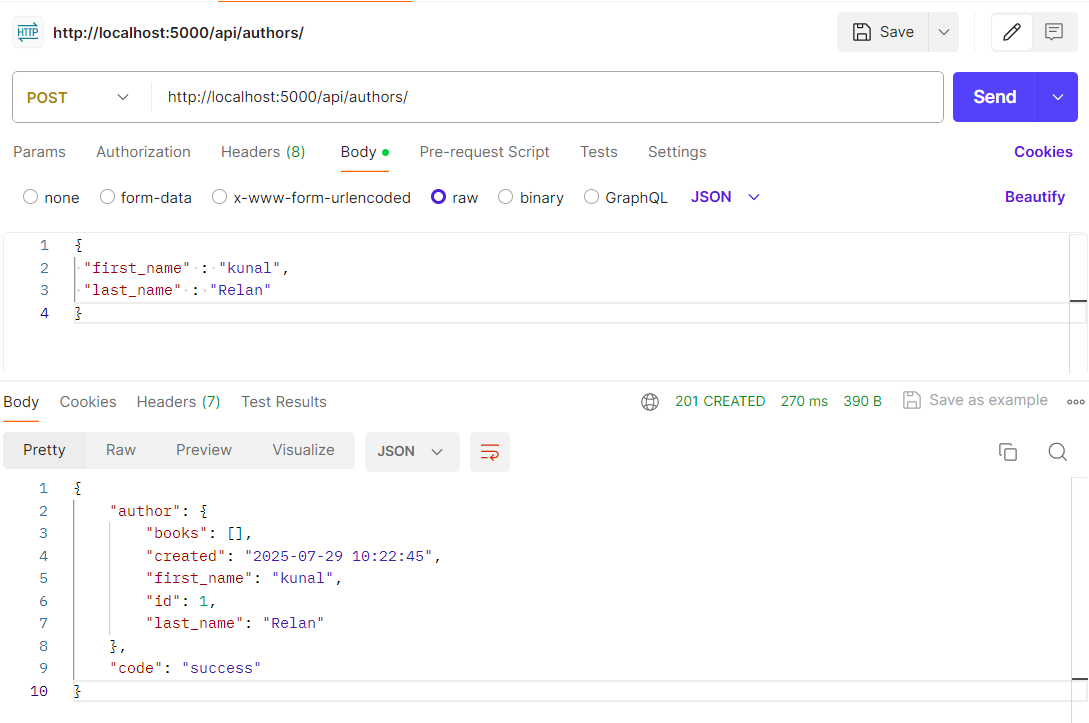 HTTP http://localhost:5000/api/authors/ Save
POST http://localhost:5000/api/authors/ Send
Params Authorization Headers (8) Body Pre-request Script Tests Settings Cookies
none form-data x-www-form-urlencoded raw binary GraphQL JSON Beautify
1 {
2 "first_name" : "kunal",
3 "last_name" : "Relan"
4 }
Body Cookies Headers (7) Test Results 201 CREATED 270 ms 390 B Save as example
Pretty Raw Preview Visualize JSON
1 {
2 "author": {
3 "books": [],
4 "created": "2025-07-29 10:22:45",
5 "first_name": "kunal",
6 "id": 1,
7 "last_name": "Relan"
8 },
9 "code": "success"
10 }